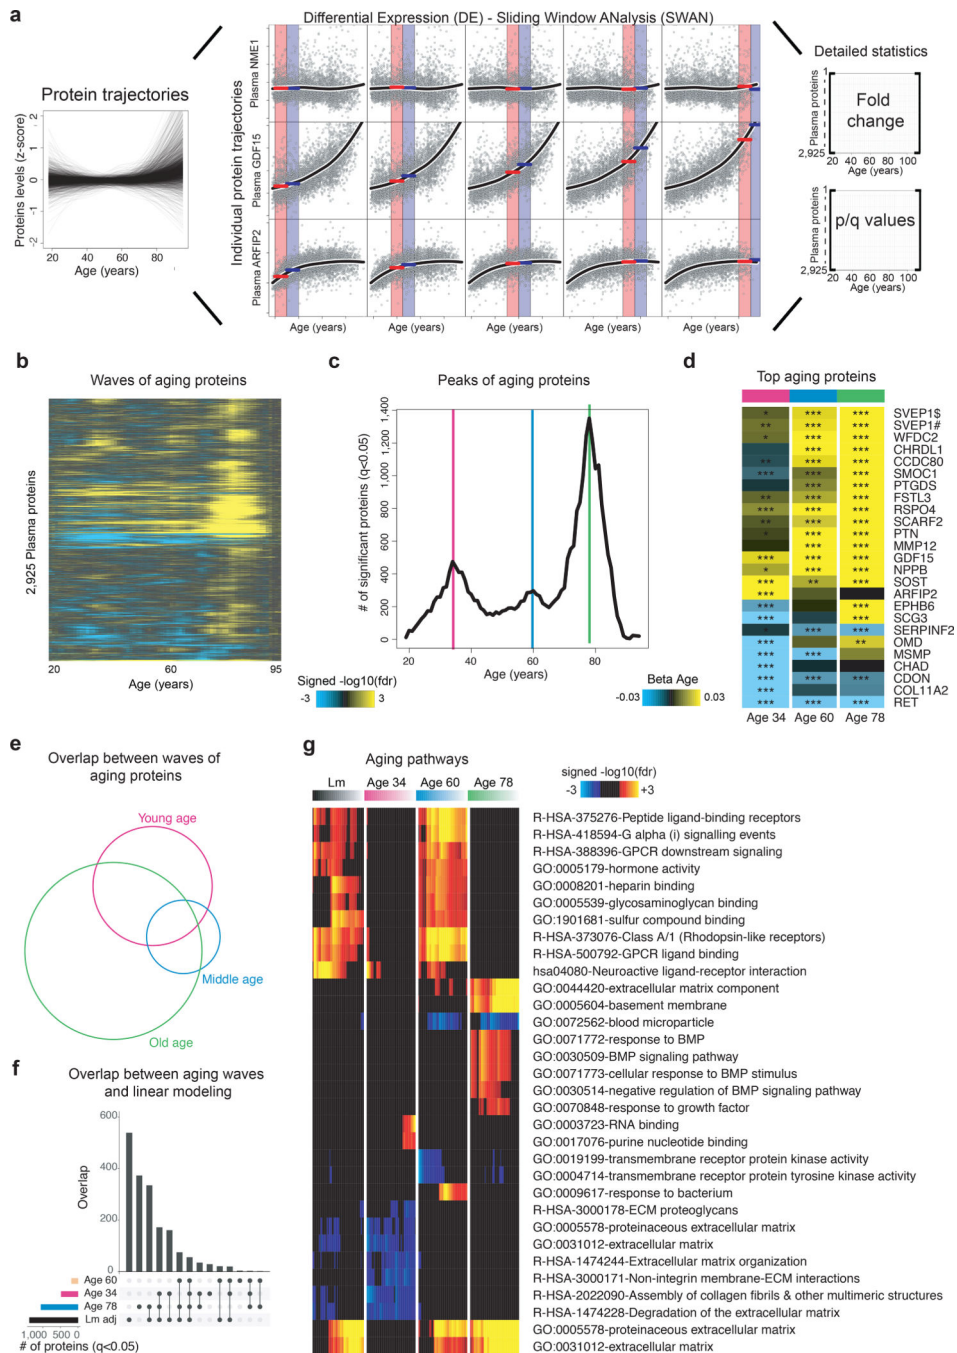 a
Differential Expression (DE) - Sliding Window ANalysis (SWAN)
Protein trajectories
Proteins levels (z-score)
2
1
0
-1
-2
20 40 60 80
Age (years)
Individual protein trajectories
Plasma NME1
Plasma GDF15
Plasma ARFIP2
Age (years) Age (years) Age (years) Age (years) Age (years)
Detailed statistics
Plasma proteins
1
2,925
Fold
change
20 40 60 80 100
Age (years)
Plasma proteins
1
2,925
p/q values
20 40 60 80 100
Age (years)
b
Waves of aging proteins
2,925 Plasma proteins
20 60 95
Age (years)
Signed -log10(fdr)
-3 3
c
Peaks of aging proteins
# of significant proteins (q<0.05)
1,400
1,200
1,000
800
600
400
200
0
20 40 60 80
Age (years)
Beta Age
-0.03 0.03
d
Top aging proteins
SVEP1$
SVEP1#
WFDC2
CHRDL1
CCDC80
SMOC1
PTGDS
FSTL3
RSPO4
SCARF2
PTN
MMP12
GDF15
NPPB
SOST
ARFIP2
EPHB6
SCG3
SERPINF2
OMD
MSMP
CHAD
CDON
COL11A2
RET
Age 34 Age 60 Age 78
e
Overlap between waves of
aging proteins
Young age
Middle age
Old age
f
Overlap between aging waves
and linear modeling
Overlap
600
400
200
0
Age 60
Age 34
Age 78
Lm adj
1,000 500 0
# of proteins (q<0.05)
g
Aging pathways
signed -log10(fdr)
-3 +3
Lm Age 34 Age 60 Age 78
R-HSA-375276-Peptide ligand-binding receptors
R-HSA-418594-G alpha (i) signalling events
R-HSA-388396-GPCR downstream signaling
GO:0005179-hormone activity
GO:0008201-heparin binding
GO:0005539-glycosaminoglycan binding
GO:1901681-sulfur compound binding
R-HSA-373076-Class A/1 (Rhodopsin-like receptors)
R-HSA-500792-GPCR ligand binding
hsa04080-Neuroactive ligand-receptor interaction
GO:0044420-extracellular matrix component
GO:0005604-basement membrane
GO:0072562-blood microparticle
GO:0071772-response to BMP
GO:0030509-BMP signaling pathway
GO:0071773-cellular response to BMP stimulus
GO:0030514-negative regulation of BMP signaling pathway
GO:0070848-response to growth factor
GO:0003723-RNA binding
GO:0017076-purine nucleotide binding
GO:0019199-transmembrane receptor protein kinase activity
GO:0004714-transmembrane receptor protein tyrosine kinase activity
GO:0009617-response to bacterium
R-HSA-3000178-ECM proteoglycans
GO:0005578-proteinaceous extracellular matrix
GO:0031012-extracellular matrix
R-HSA-1474244-Extracellular matrix organization
R-HSA-3000171-Non-integrin membrane-ECM interactions
R-HSA-2022090-Assembly of collagen fibrils & other multimeric structures
R-HSA-1474228-Degradation of the extracellular matrix
GO:0005578-proteinaceous extracellular matrix
GO:0031012-extracellular matrix